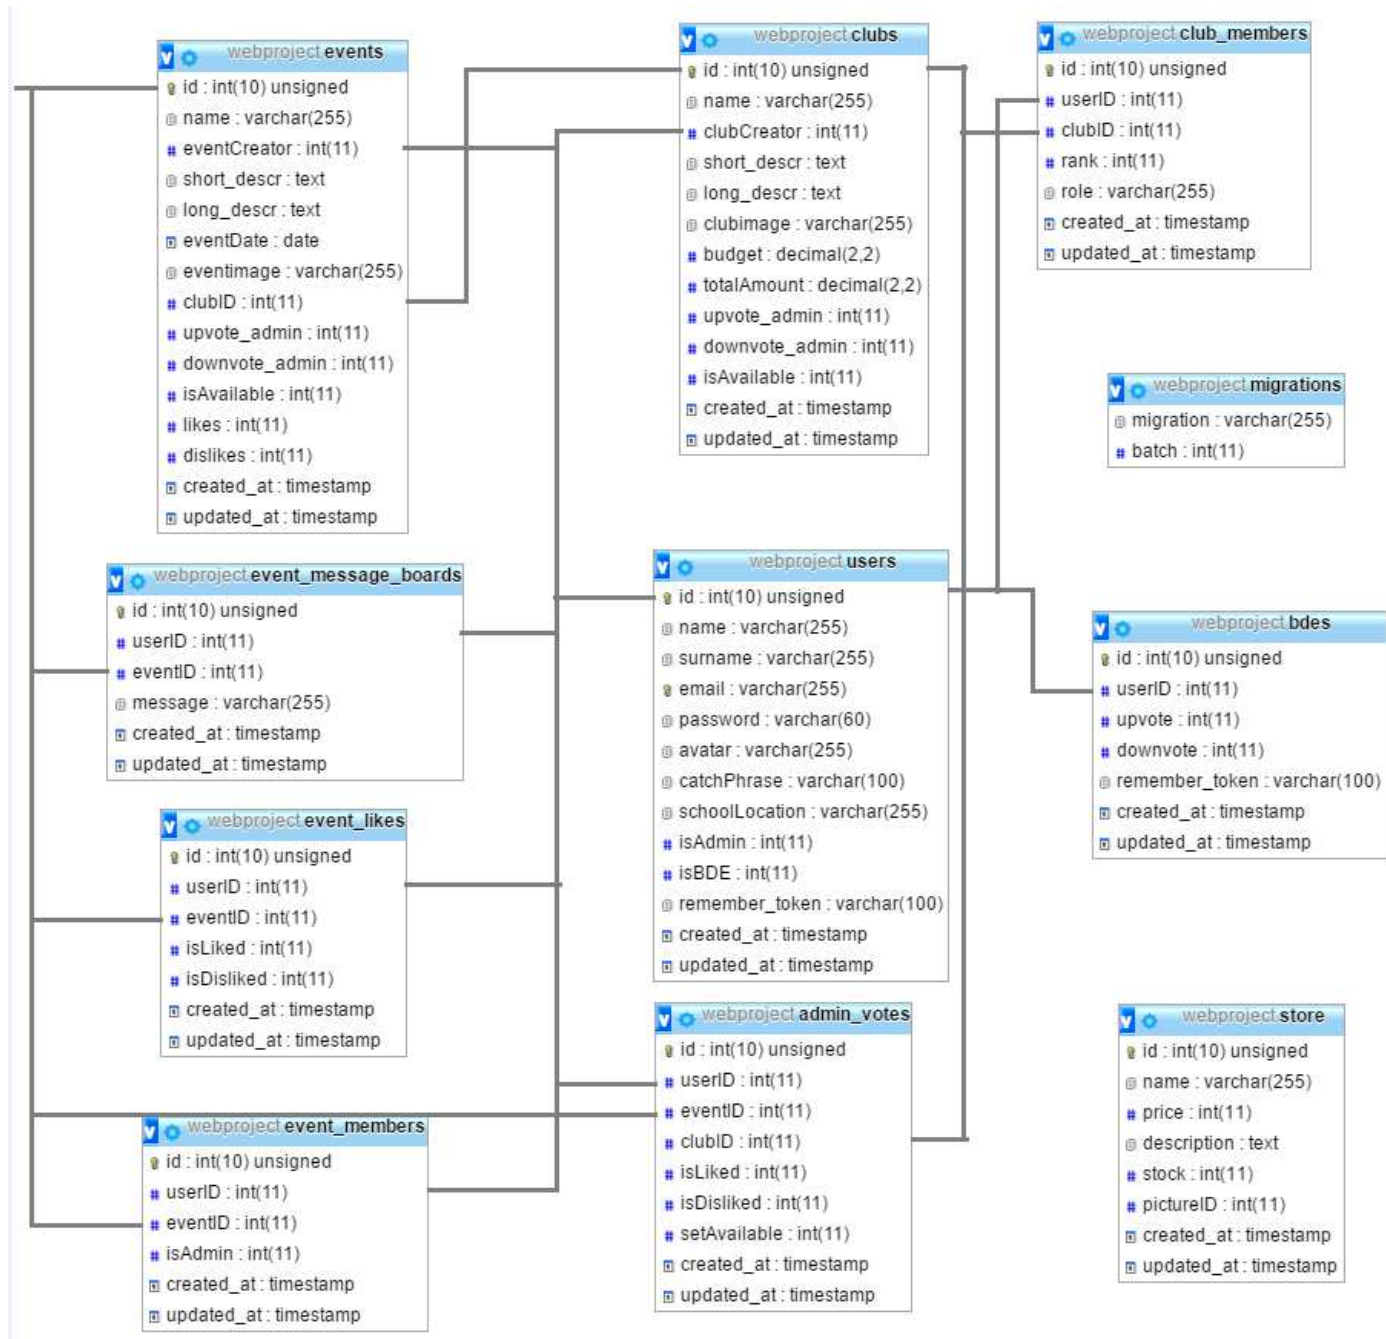 webproject events
id : int(10) unsigned
name : varchar(255)
eventCreator : int(11)
short_descr : text
long_descr : text
eventDate : date
eventimage : varchar(255)
clubID : int(11)
upvote_admin : int(11)
downvote_admin : int(11)
isAvailable : int(11)
likes : int(11)
dislikes : int(11)
created_at : timestamp
updated_at : timestamp
webproject clubs
id : int(10) unsigned
name : varchar(255)
clubCreator : int(11)
short_descr : text
long_descr : text
clubimage : varchar(255)
budget : decimal(2,2)
totalAmount : decimal(2,2)
upvote_admin : int(11)
downvote_admin : int(11)
isAvailable : int(11)
created_at : timestamp
updated_at : timestamp
webproject club_members
id : int(10) unsigned
userID : int(11)
clubID : int(11)
rank : int(11)
role : varchar(255)
created_at : timestamp
updated_at : timestamp
webproject migrations
migration : varchar(255)
batch : int(11)
webproject event_message_boards
id : int(10) unsigned
userID : int(11)
eventID : int(11)
message : varchar(255)
created_at : timestamp
updated_at : timestamp
webproject users
id : int(10) unsigned
name : varchar(255)
surname : varchar(255)
email : varchar(255)
password : varchar(60)
avatar : varchar(255)
catchPhrase : varchar(100)
schoolLocation : varchar(255)
isAdmin : int(11)
isBDE : int(11)
remember_token : varchar(100)
created_at : timestamp
updated_at : timestamp
webproject bdes
id : int(10) unsigned
userID : int(11)
upvote : int(11)
downvote : int(11)
remember_token : varchar(100)
created_at : timestamp
updated_at : timestamp
webproject event_likes
id : int(10) unsigned
userID : int(11)
eventID : int(11)
isLiked : int(11)
isDisliked : int(11)
created_at : timestamp
updated_at : timestamp
webproject admin_votes
id : int(10) unsigned
userID : int(11)
eventID : int(11)
clubID : int(11)
isLiked : int(11)
isDisliked : int(11)
setAvailable : int(11)
created_at : timestamp
updated_at : timestamp
webproject store
id : int(10) unsigned
name : varchar(255)
price : int(11)
description : text
stock : int(11)
pictureID : int(11)
created_at : timestamp
updated_at : timestamp
webproject event_members
id : int(10) unsigned
userID : int(11)
eventID : int(11)
isAdmin : int(11)
created_at : timestamp
updated_at : timestamp